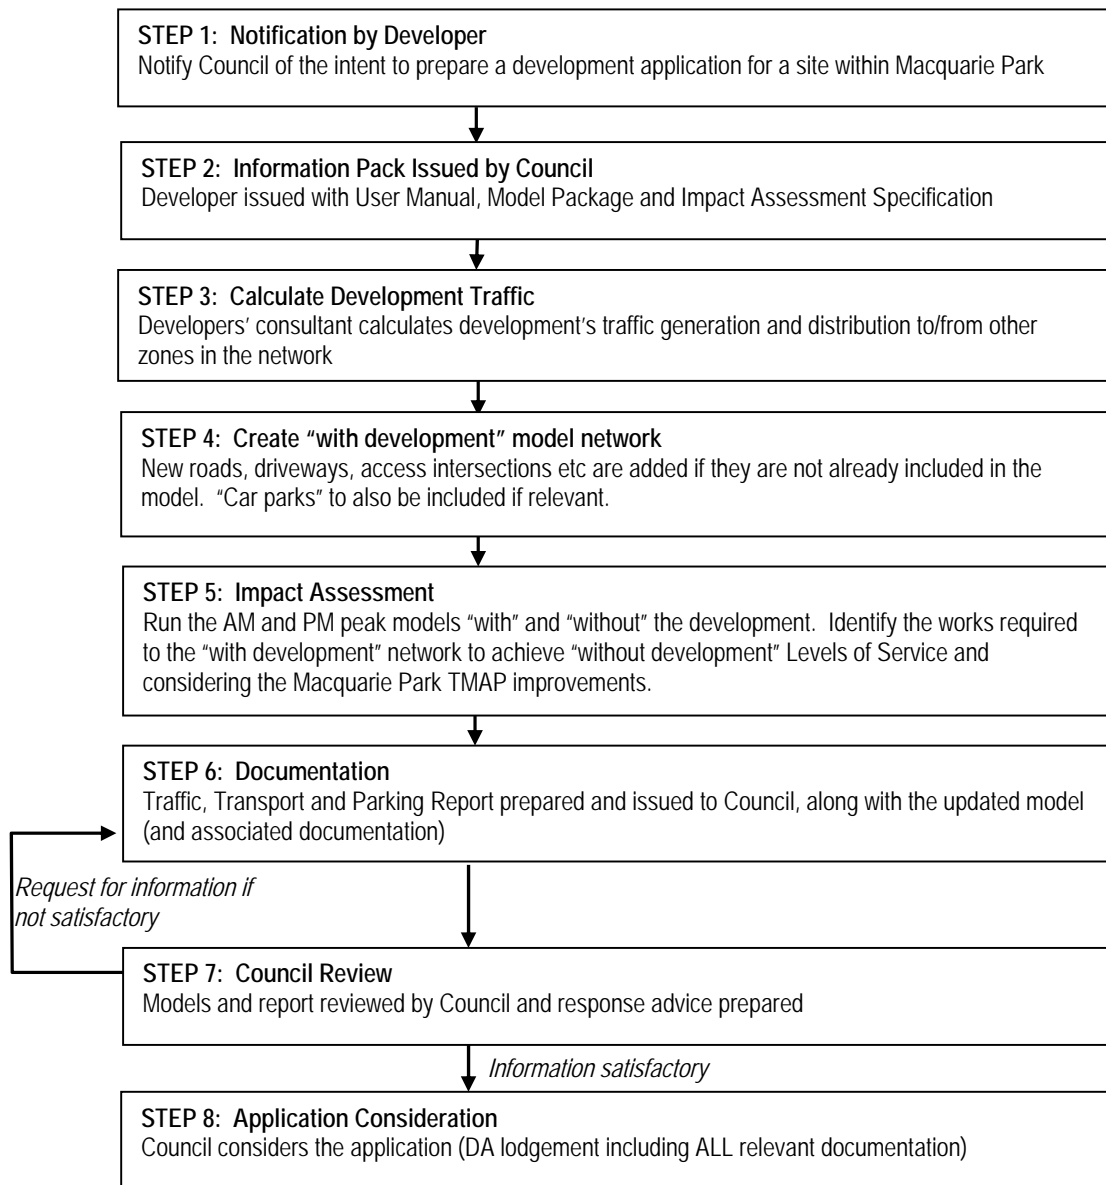 STEP 1: Notification by Developer
Notify Council of the intent to prepare a development application for a site within Macquarie Park
STEP 2: Information Pack Issued by Council
Developer issued with User Manual, Model Package and Impact Assessment Specification
STEP 3: Calculate Development Traffic
Developers’ consultant calculates development’s traffic generation and distribution to/from other
zones in the network
STEP 4: Create “with development” model network
New roads, driveways, access intersections etc are added if they are not already included in the
model. “Car parks” to also be included if relevant.
STEP 5: Impact Assessment
Run the AM and PM peak models “with” and “without” the development. Identify the works required
to the “with development” network to achieve “without development” Levels of Service and
considering the Macquarie Park TMAP improvements.
STEP 6: Documentation
Traffic, Transport and Parking Report prepared and issued to Council, along with the updated model
(and associated documentation)
Request for information if
not satisfactory
STEP 7: Council Review
Models and report reviewed by Council and response advice prepared
Information satisfactory
STEP 8: Application Consideration
Council considers the application (DA lodgement including ALL relevant documentation)